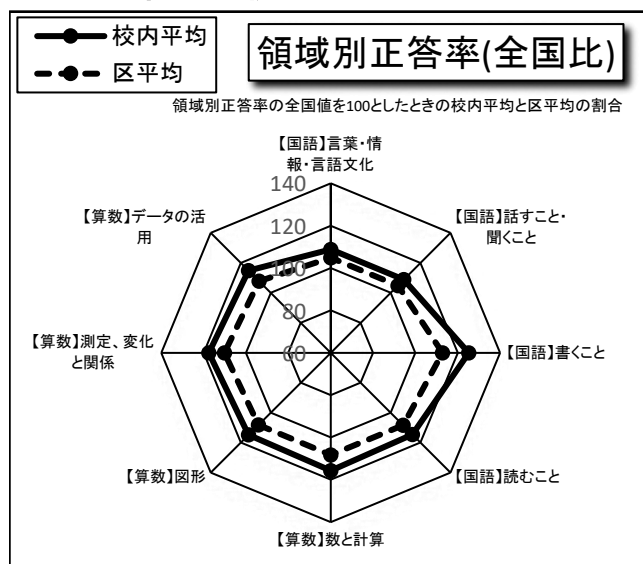 校内平均
区平均
領域別正答率(全国比)
領域別正答率の全国値を100としたときの校内平均と区平均の割合
【国語】言葉・情
報・言語文化
140
120
100
80
60
【国語】話すこと・
聞くこと
【国語】書くこと
【国語】読むこと
【算数】数と計算
【算数】図形
【算数】測定、変化
と関係
【算数】データの活
用